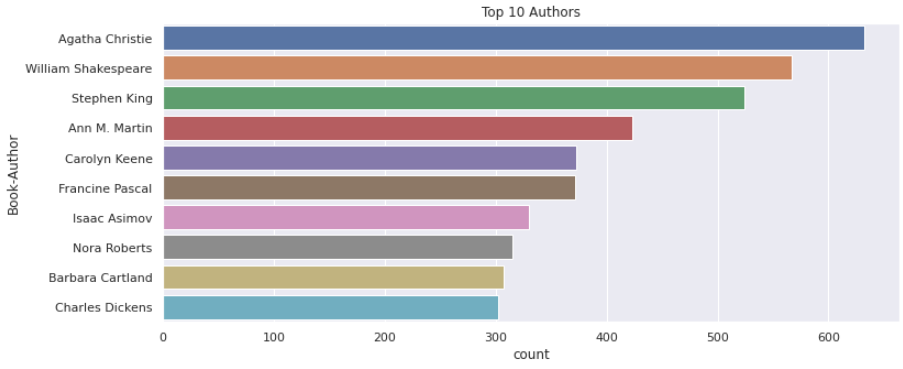 Top 10 Authors
Book-Author
Agatha Christie
William Shakespeare
Stephen King
Ann M. Martin
Carolyn Keene
Francine Pascal
Isaac Asimov
Nora Roberts
Barbara Cartland
Charles Dickens
0 100 200 300 400 500 600
count